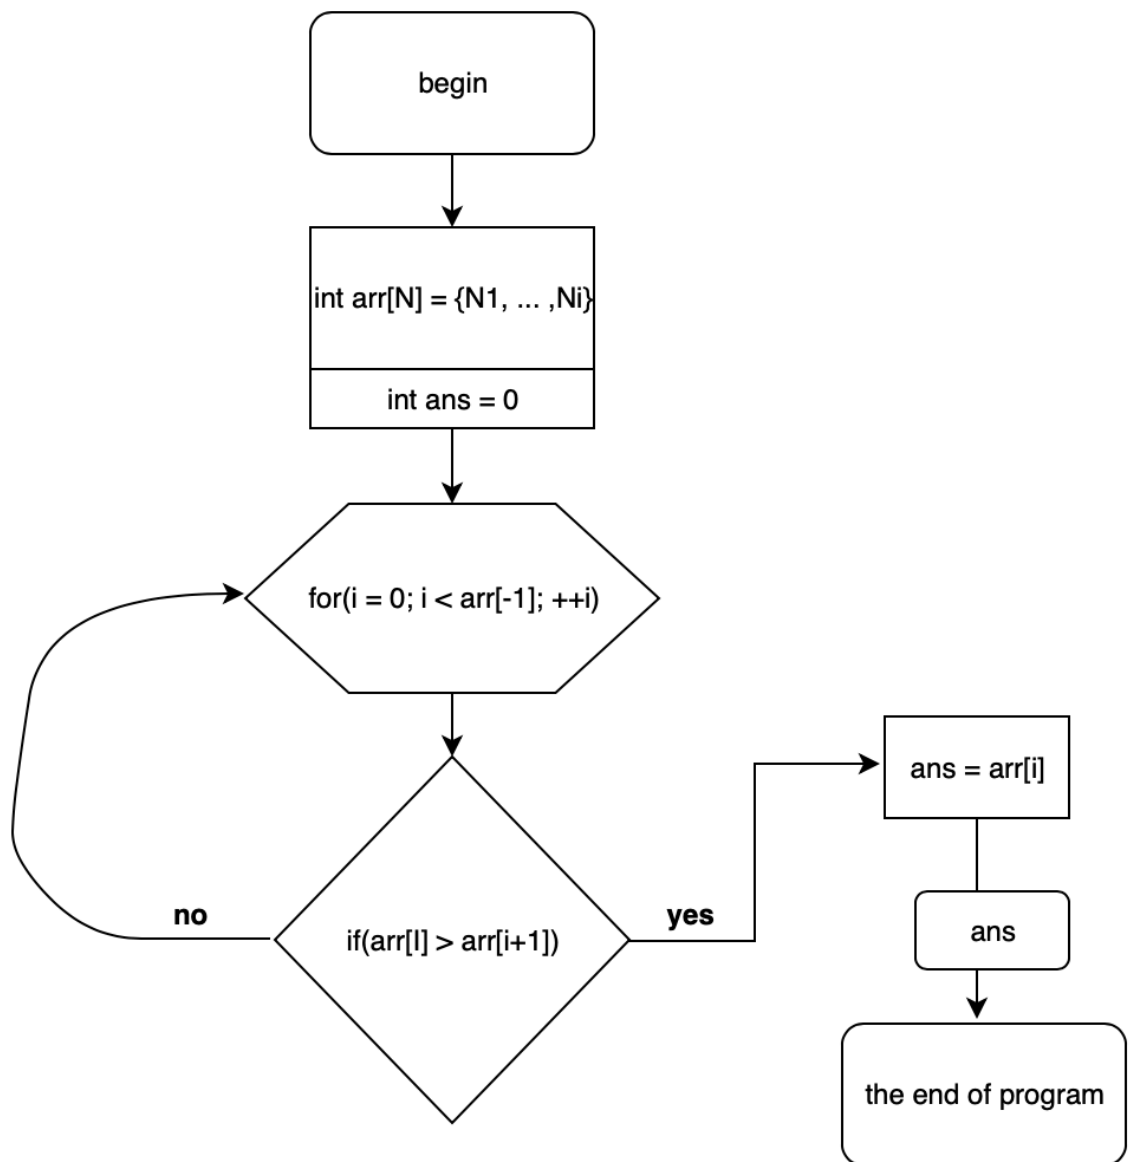 begin
int arr[N] = {N1, ... ,Ni}
int ans = 0
for(i = 0; i < arr[-1]; ++i)
if(arr[I] > arr[i+1])
no
yes
ans = arr[i]
ans
the end of program